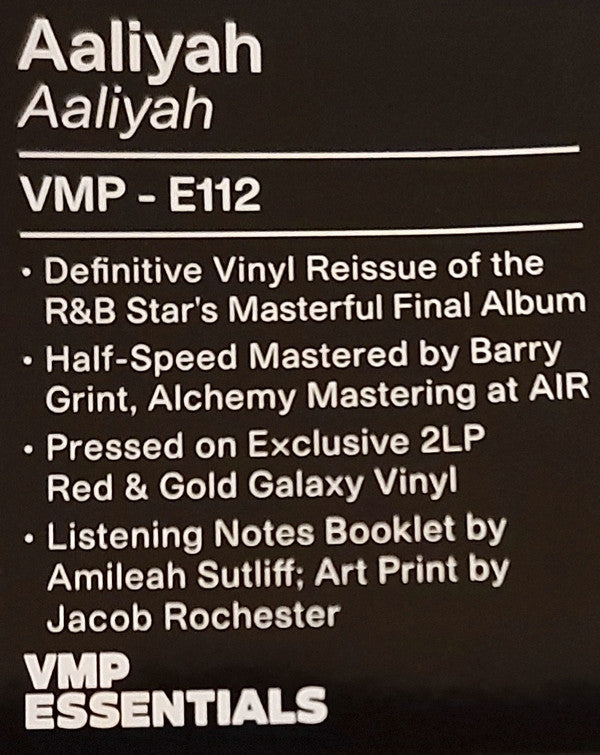 Aaliyah
Aaliyah
VMP - E112
• Definitive Vinyl Reissue of the
R&B Star's Masterful Final Album
• Half-Speed Mastered by Barry
Grint, Alchemy Mastering at AIR
• Pressed on Exclusive 2LP
Red & Gold Galaxy Vinyl
• Listening Notes Booklet by
Amileah Sutliff; Art Print by
Jacob Rochester
VMP
ESSENTIALS